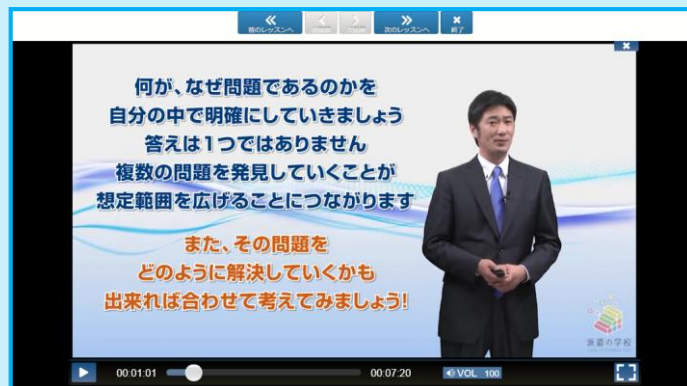 前のレッスンへ
次のレッスンへ
終了
何が、なぜ問題であるのかを
自分の中で明確にしていきましょう
答えは1つではありません
複数の問題を発見していくことが
想定範囲を広げることにつながります
また、その問題を
どのように解決していくかも
出来れば合わせて考えてみましょう!
派遣の学校
00:01:01
00:07:20
VOL 100